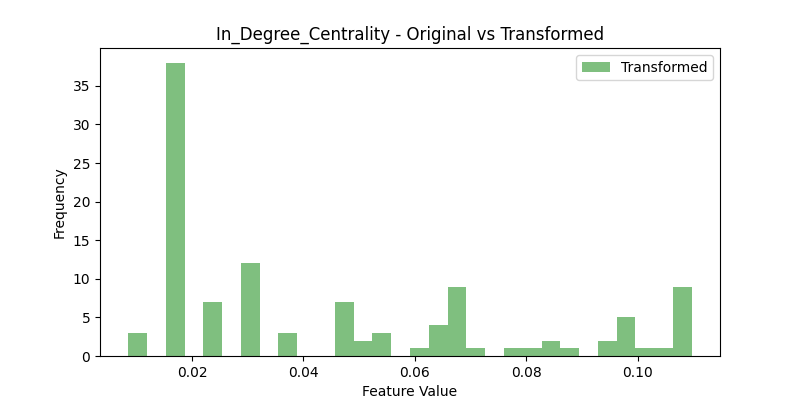 In_Degree_Centrality - Original vs Transformed
Transformed
Frequency
35
30
25
20
15
10
5
0
0.02 0.04 0.06 0.08 0.10
Feature Value